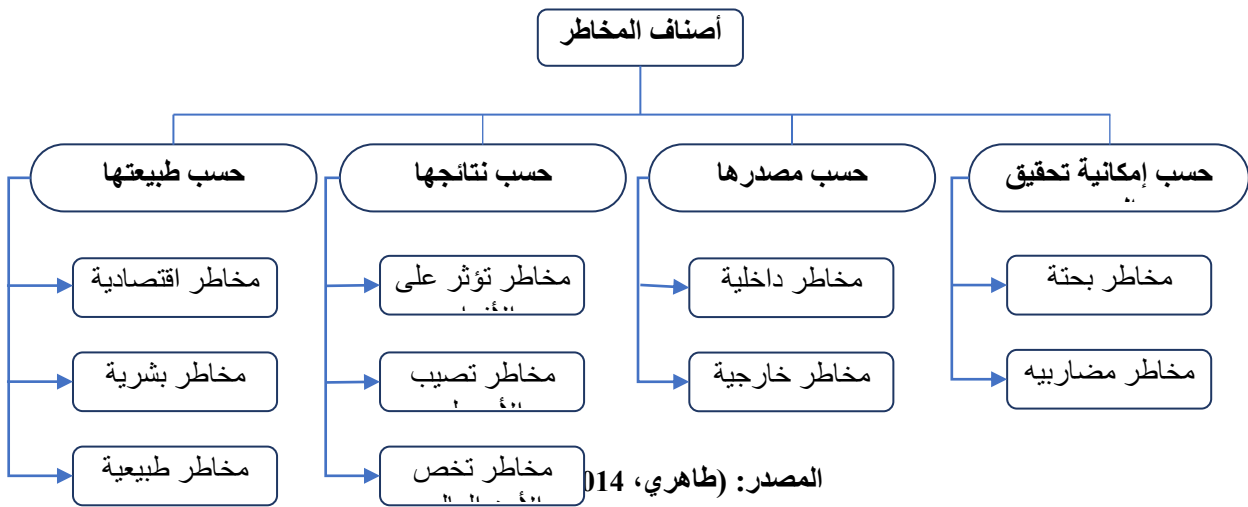 أصناف المخاطر
حسب إمكانية تحقيق
حسب مصدرها
حسب نتائجها
حسب طبيعتها
مخاطر بحتة
مخاطر مضاربيه
مخاطر داخلية
مخاطر خارجية
مخاطر تؤثر على
مخاطر تصيب
مخاطر تخص
مخاطر اقتصادية
مخاطر بشرية
مخاطر طبيعية
المصدر: (طاهري، 014